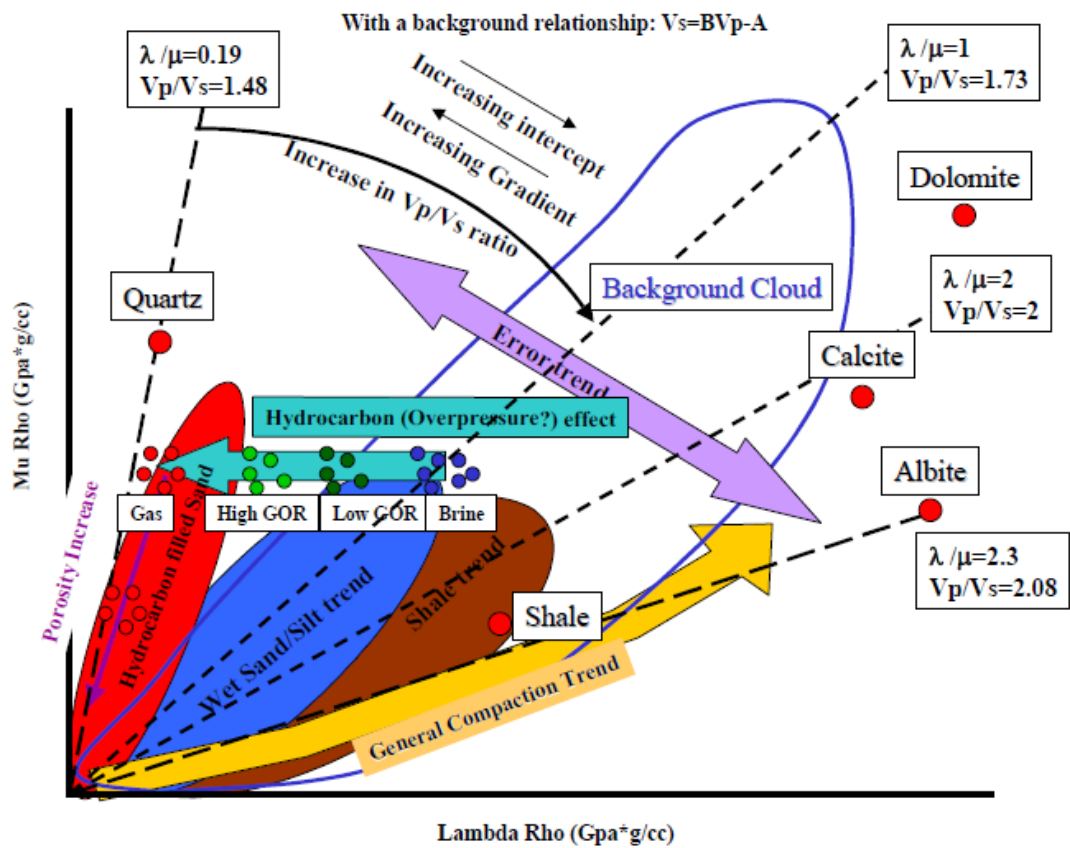 With a background relationship: Vs=BVp-A
λ /μ=0.19
Vp/Vs=1.48
λ /μ=1
Vp/Vs=1.73
Increasing intercept
Increasing Gradient
Increase in Vp/Vs ratio
Dolomite
Quartz
Background Cloud
λ /μ=2
Vp/Vs=2
Error trend
Calcite
Hydrocarbon (Overpressure?) effect
Albite
Gas
High GOR
Low GOR
Brine
λ /μ=2.3
Vp/Vs=2.08
Mu Rho (Gpa*g/cc)
Porosity Increase
Hydrocarbon filled Sand
Wet Sand/Silt trend
Shale trend
Shale
General Compaction Trend
Lambda Rho (Gpa*g/cc)